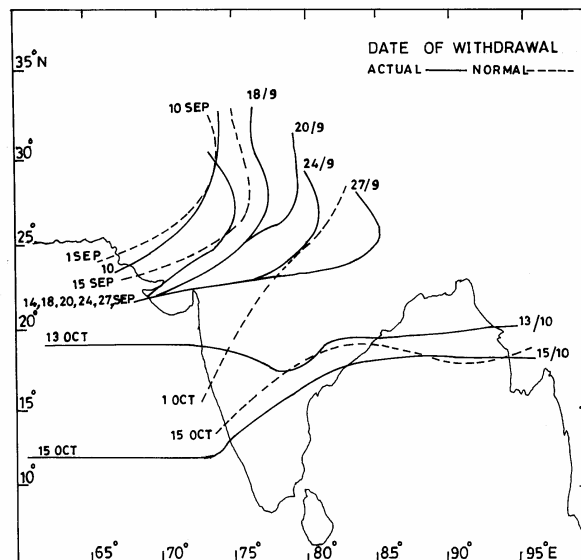 DATE OF WITHDRAWAL
ACTUAL NORMAL
35°N
10 SEP
18/9
20/9
30°
24/9
27/9
25°
1 SEP
10
15 SEP
14,18,20,24,27,SEP
20°
13 OCT
13/10
15/10
15°
1 OCT
15 OCT
15 OCT
10°
65° 70° 75° 80° 85° 90° 95°E